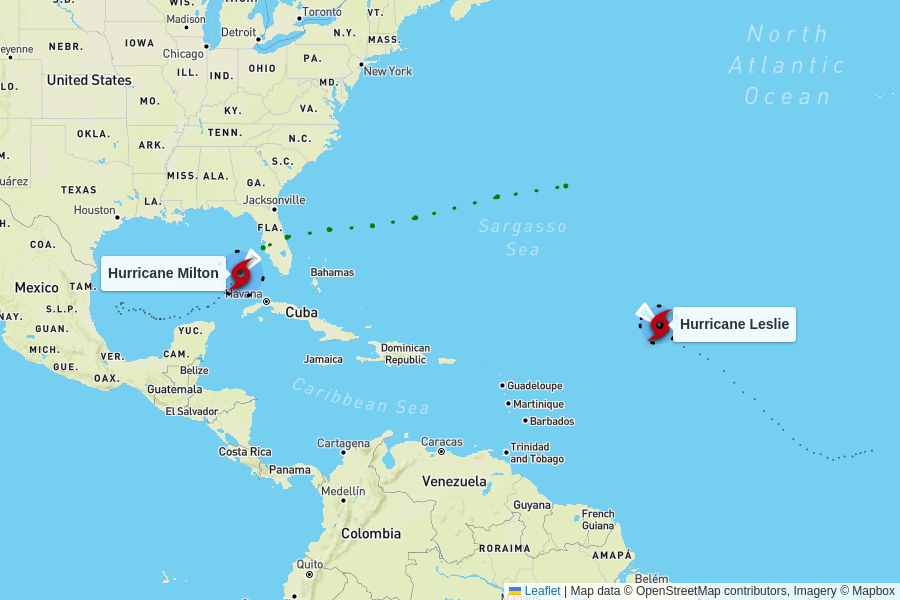 WIS.
Toronto
VT.
Madison
Detroit
N.Y.
MASS.
NEBR.
IOWA
Chicago
PA.
New York
United States
ILL.
IND.
OHIO
MD.
MO.
KY.
VA.
OKLA.
TENN.
N.C.
ARK.
S.C.
MISS.
ALA.
GA.
TEXAS
LA.
Jacksonville
Houston
FLA.
COA.
North
Atlantic
Ocean
Sargasso
Sea
Hurricane Milton
Bahamas
Mexico
TAM.
Havana
Cuba
S.L.P.
NAY.
GUAN.
YUC.
Hurricane Leslie
MICH.
VER.
CAM.
GUE.
OAX.
Belize
Jamaica
Dominican
Republic
Guatemala
El Salvador
Caribbean Sea
Guadeloupe
Martinique
Barbados
Costa Rica
Cartagena
Caracas
Trinidad
and Tobago
Panama
Medellín
Venezuela
Guyana
French
Guiana
Colombia
RORAIMA
AMAPÁ
Quito
Belém
Leaflet | Map data © OpenStreetMap contributors, Imagery © Mapbox